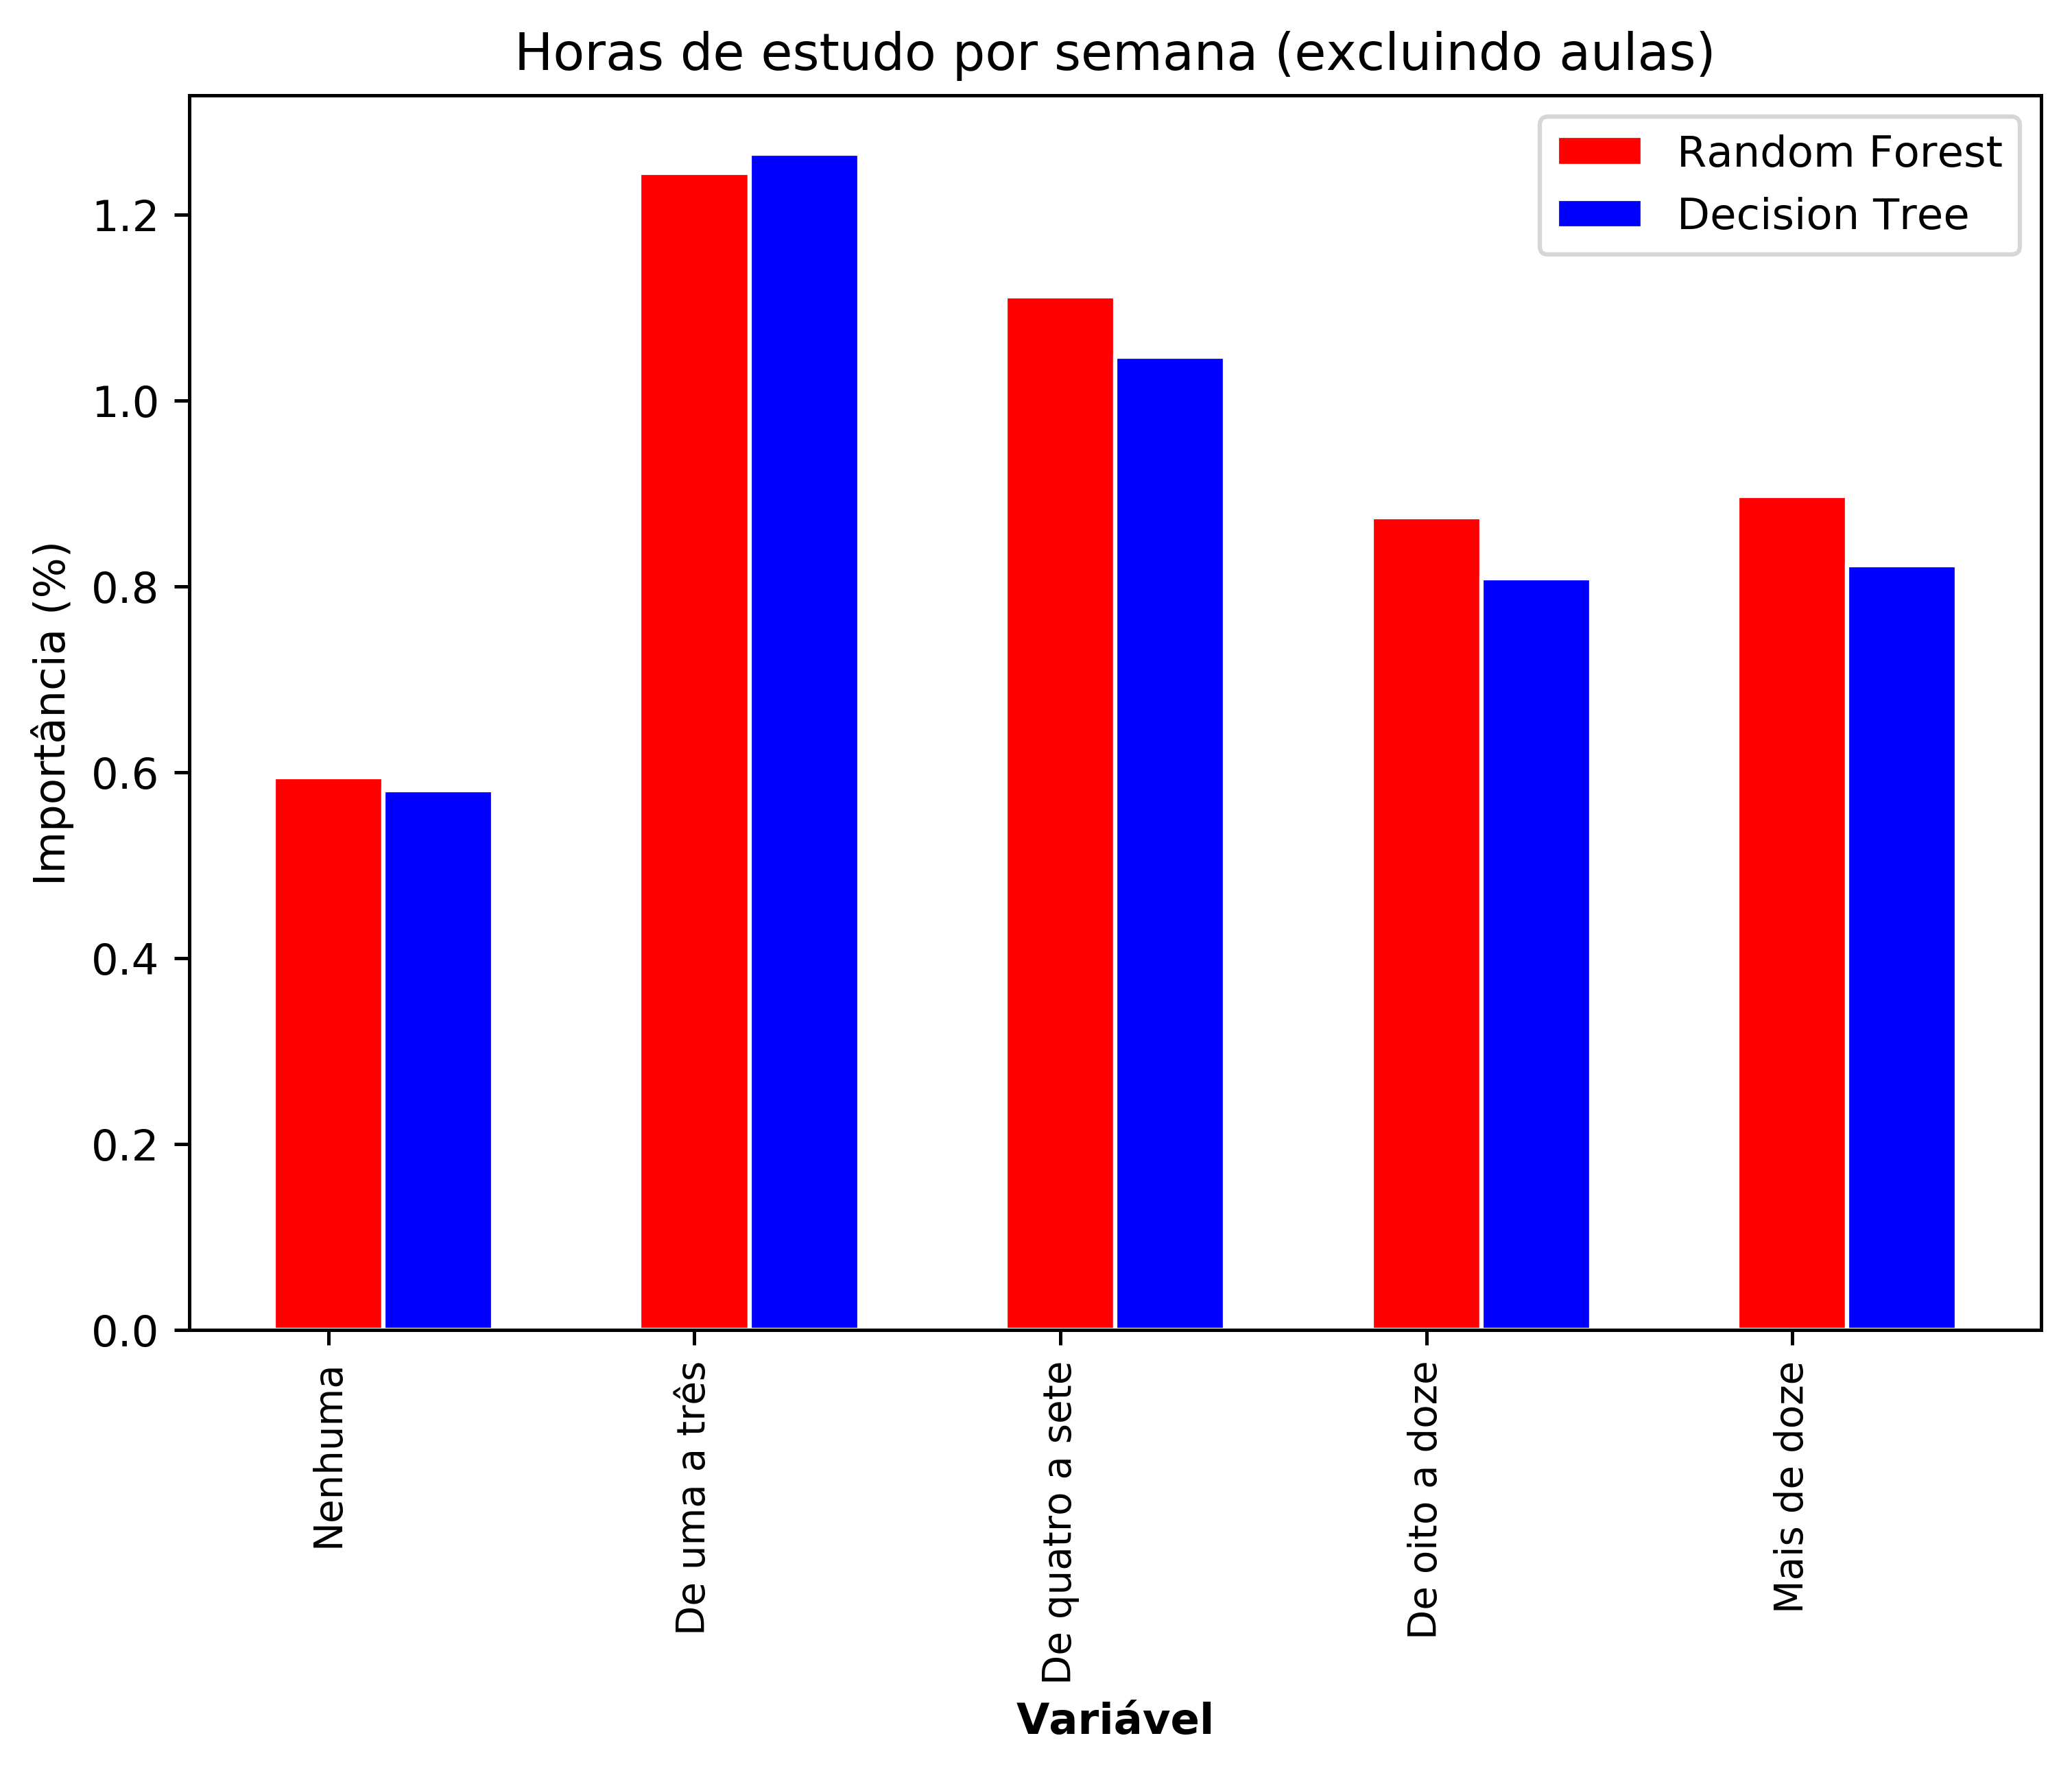 Horas de estudo por semana (excluindo aulas)
Random Forest
Decision Tree
Importância (%)
1.2
1.0
0.8
0.6
0.4
0.2
0.0
Nenhuma
De uma a três
De quatro a sete
De oito a doze
Mais de doze
Variável